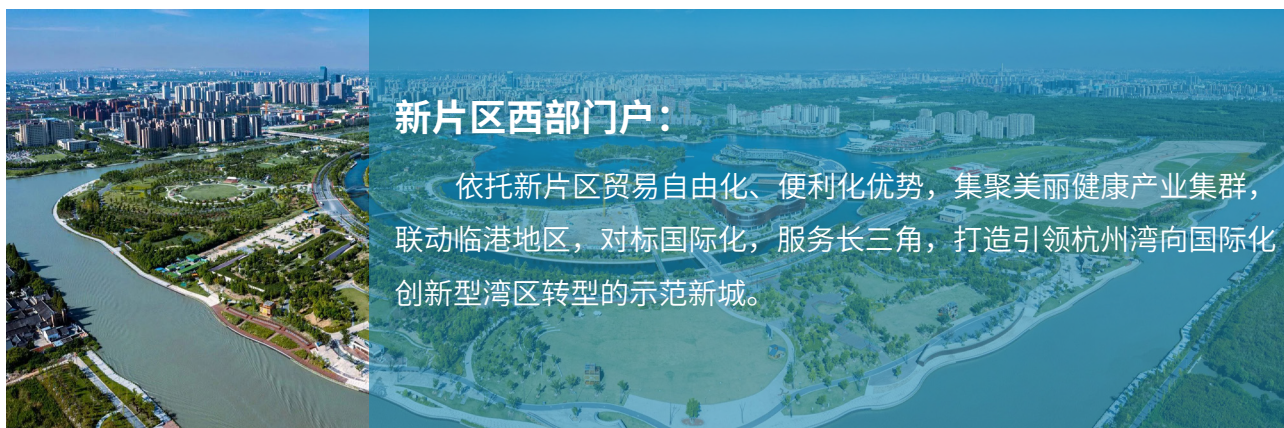 新片区西部门户：
依托新片区贸易自由化、便利化优势，集聚美丽健康产业集群，
联动临港地区，对标国际化，服务长三角，打造引领杭州湾向国际化
创新型湾区转型的示范新城。